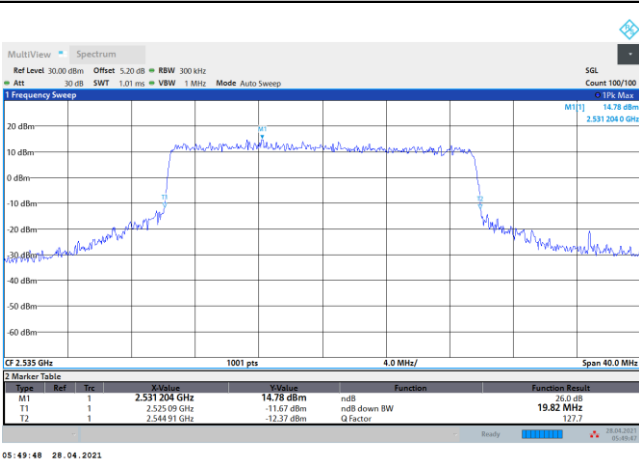 MultiView Spectrum
Ref Level 30.00 dBm Offset 5.20 dB RBW 300 kHz SGL
Att 30 dB SWT 1.01 ms VBW 1 MHz Mode Auto Sweep Count 100/100
1 Frequency Sweep 1Pk Max
M1[1] 14.78 dBm
2.531 204 0 GHz
20 dBm
M1
10 dBm
0 dBm
T1 T2
-10 dBm
-20 dBm
-30 dBm
-40 dBm
-50 dBm
-60 dBm
CF 2.535 GHz 1001 pts 4.0 MHz/ Span 40.0 MHz
2 Marker Table
Type Ref Trc X-Value Y-Value Function Function Result
M1 1 2.531 204 GHz 14.78 dBm ndB 26.0 dB
T1 1 2.525 09 GHz -11.67 dBm ndB down BW 19.82 MHz
T2 1 2.544 91 GHz -12.37 dBm Q Factor 127.7
Ready 28.04.2021
05:49:47
05:49:48 28.04.2021